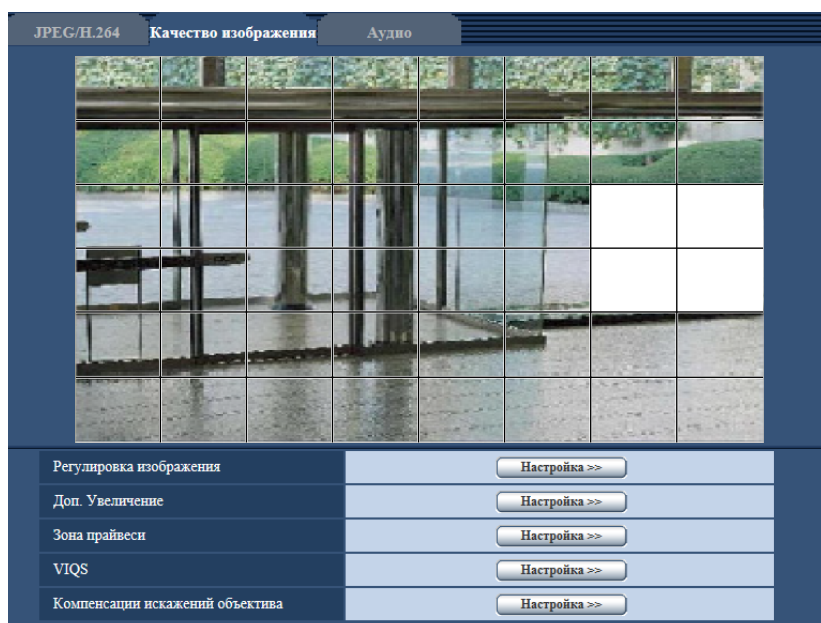 JPEG/H.264 Качество изображения Аудио
Регулировка изображения Настройка >>
Доп. Увеличение Настройка >>
Зона прайвеси Настройка >>
VIQS Настройка >>
Компенсации искажений объектива Настройка >>